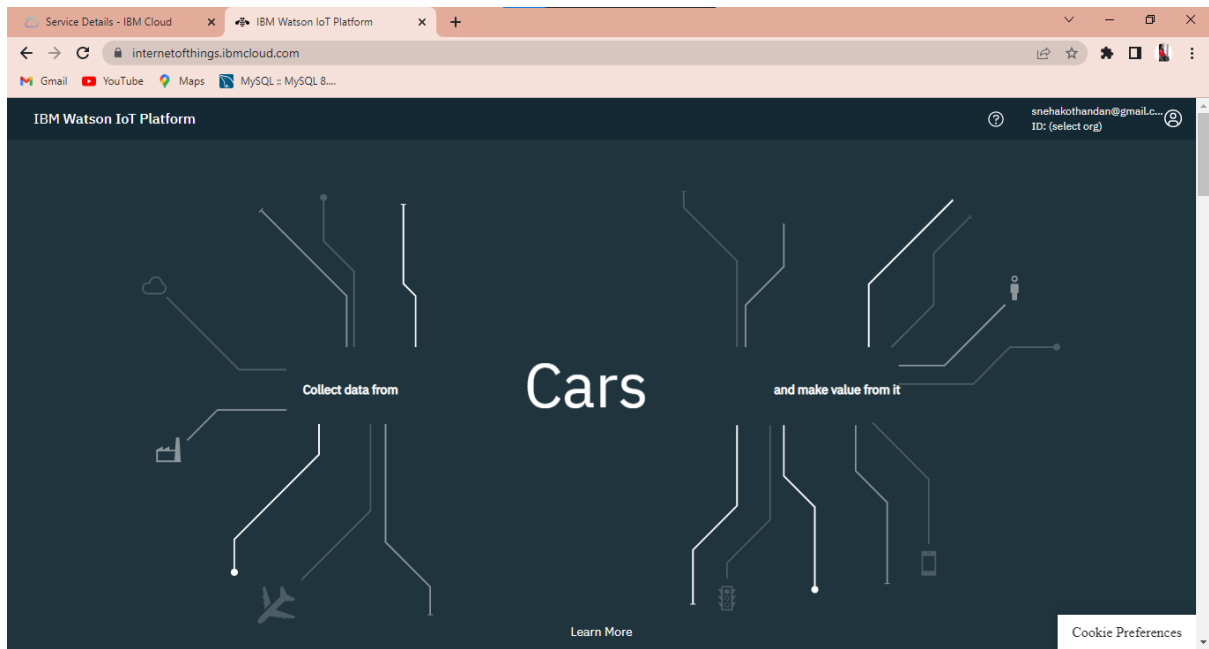 Service Details - IBM Cloud
IBM Watson IoT Platform
internetofthings.ibmcloud.com
Gmail
YouTube
Maps
MySQL :: MySQL 8....
IBM Watson IoT Platform
snehakothandan@gmail.c...
ID: (select org)
Collect data from
Cars
and make value from it
Learn More
Cookie Preferences